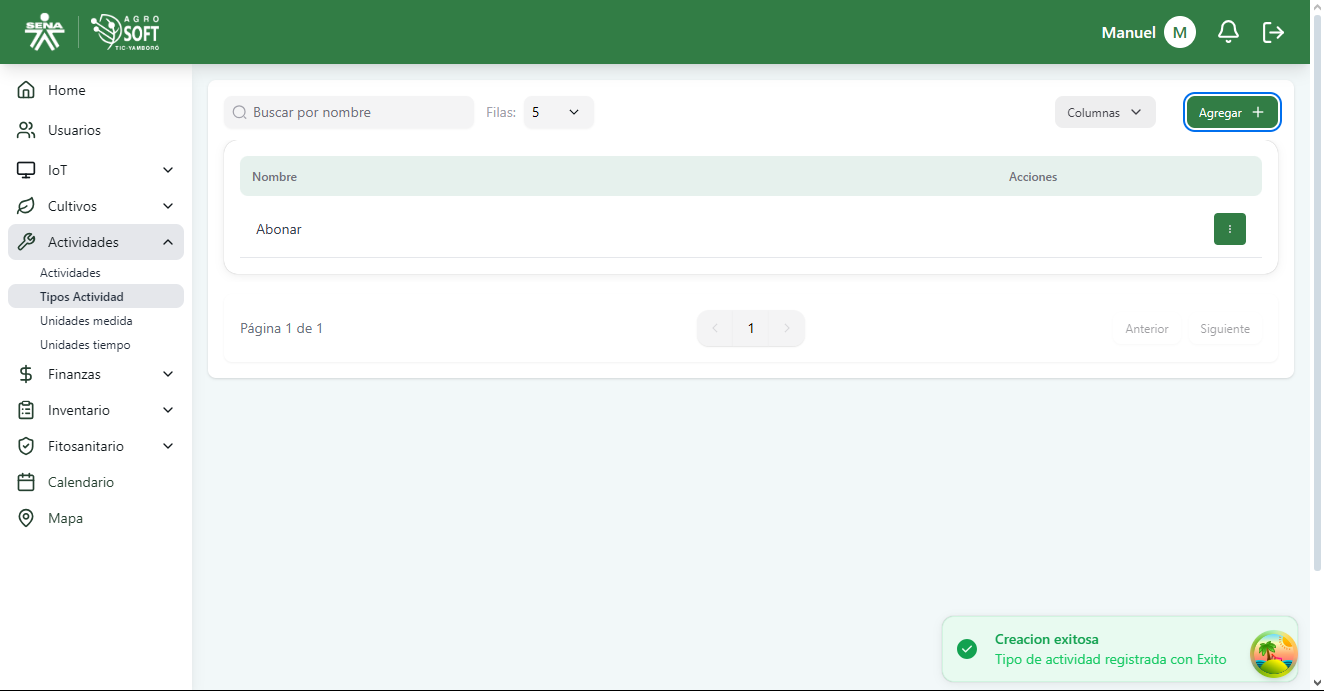 SENA
AGRO
SOFT
TIC-YAMBORÓ
Manuel
M
Home
Usuarios
IoT
Cultivos
Actividades
Actividades
Tipos Actividad
Unidades medida
Unidades tiempo
Finanzas
Inventario
Fitosanitario
Calendario
Mapa
Buscar por nombre
Filas:
5
Columnas
Agregar
Nombre
Acciones
Abonar
Página 1 de 1
1
Anterior
Siguiente
Creacion exitosa
Tipo de actividad registrada con Exito